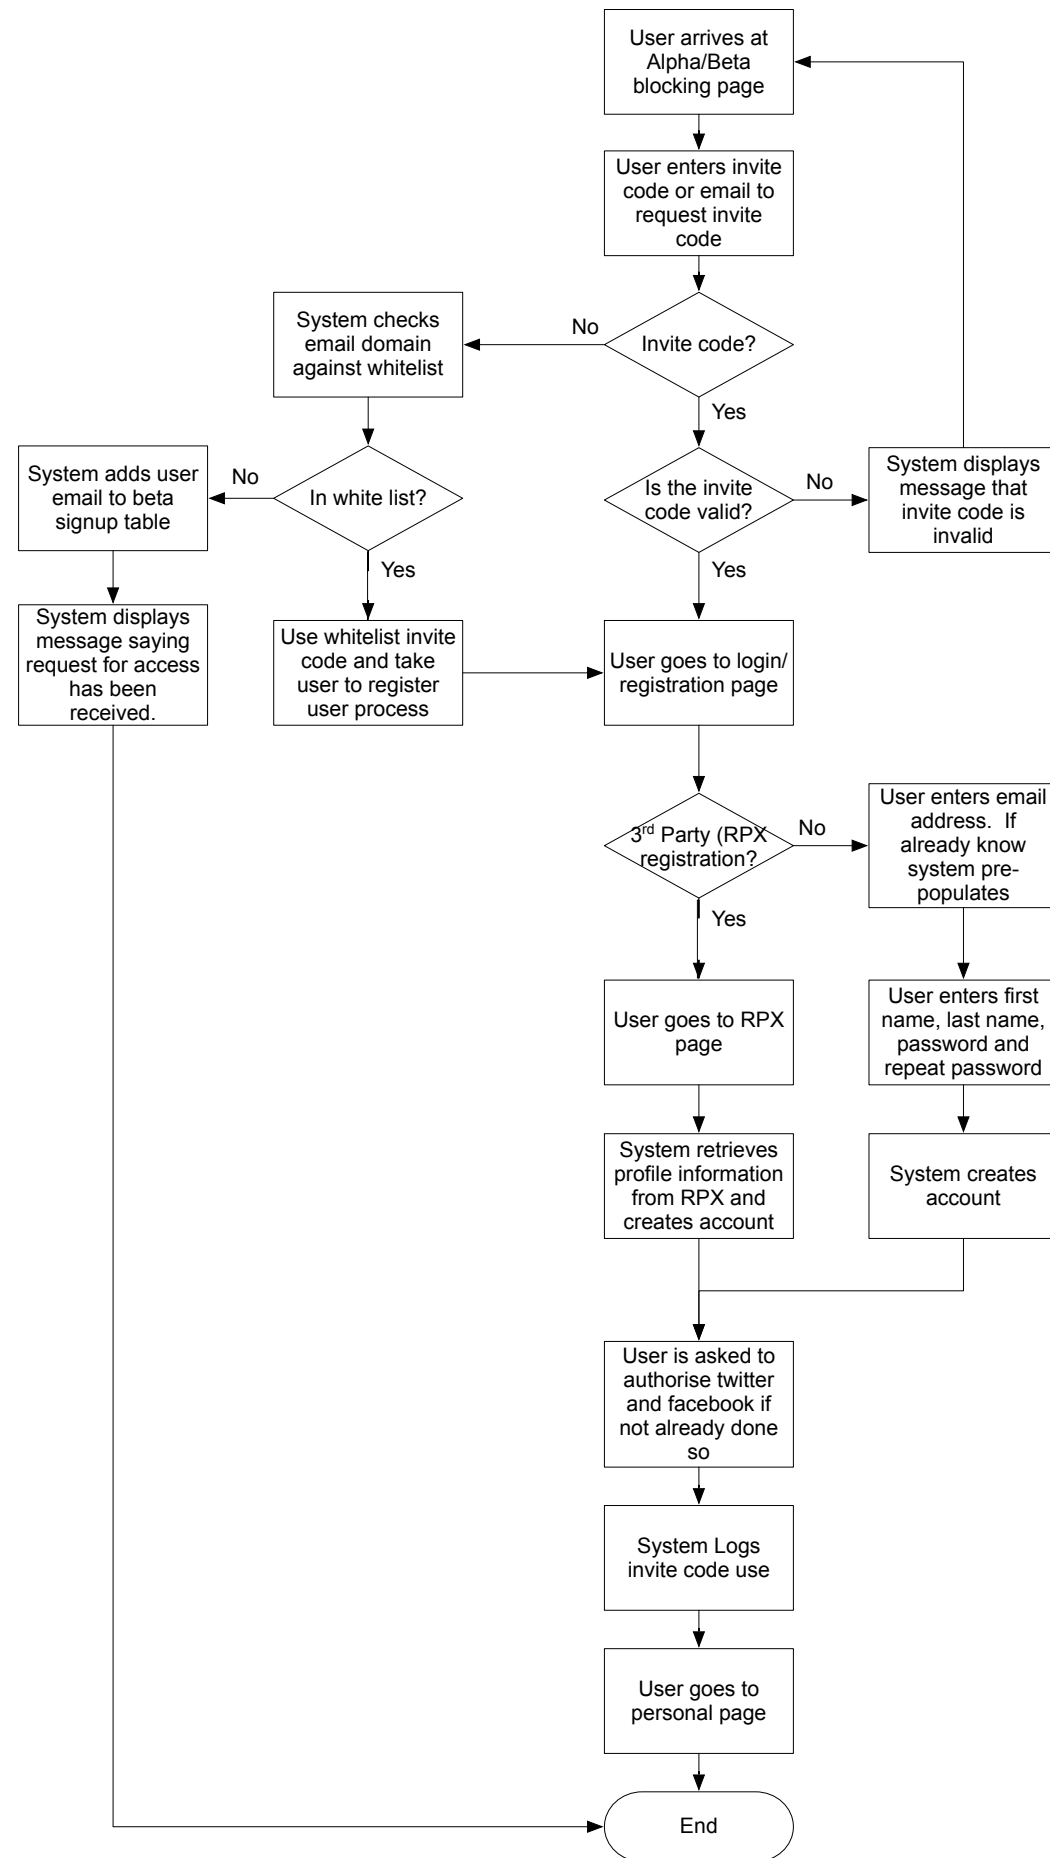 User arrives at
Alpha/Beta
blocking page
User enters invite
code or email to
request invite
code
System checks
email domain
against whitelist
No
Invite code?
Yes
System adds user
email to beta
signup table
No
In white list?
Yes
Is the invite
code valid?
No
Yes
System displays
message that
invite code is
invalid
System displays
message saying
request for access
has been
received.
Use whitelist invite
code and take
user to register
user process
User goes to login/
registration page
3rd Party (RPX
registration?
No
Yes
User enters email
address.  If
already know
system pre-
populates
User goes to RPX
page
User enters first
name, last name,
password and
repeat password
System retrieves
profile information
from RPX and
creates account
System creates
account
User is asked to
authorise twitter
and facebook if
not already done
so
System Logs
invite code use
User goes to
personal page
End